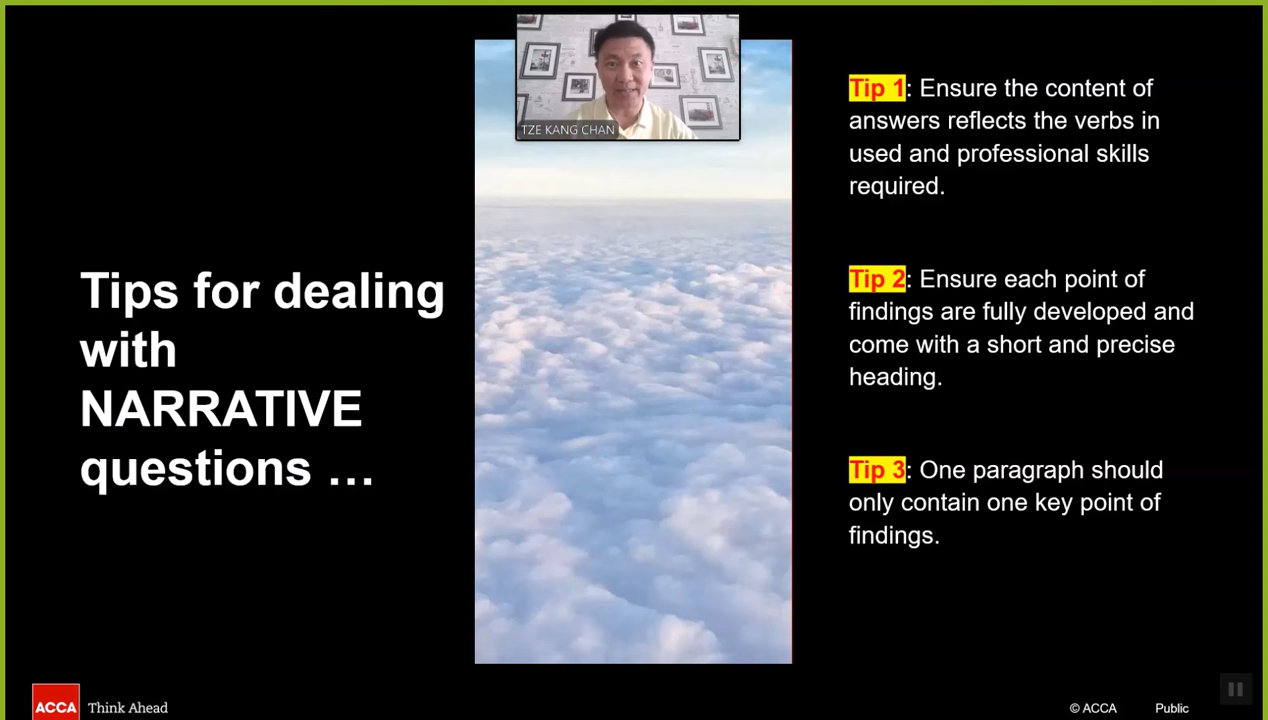 TZE KANG CHAN
Tips for dealing
with
NARRATIVE
questions …
Tip 1: Ensure the content of
answers reflects the verbs in
used and professional skills
required.
Tip 2: Ensure each point of
findings are fully developed and
come with a short and precise
heading.
Tip 3: One paragraph should
only contain one key point of
findings.
ACCA Think Ahead
© ACCA Public